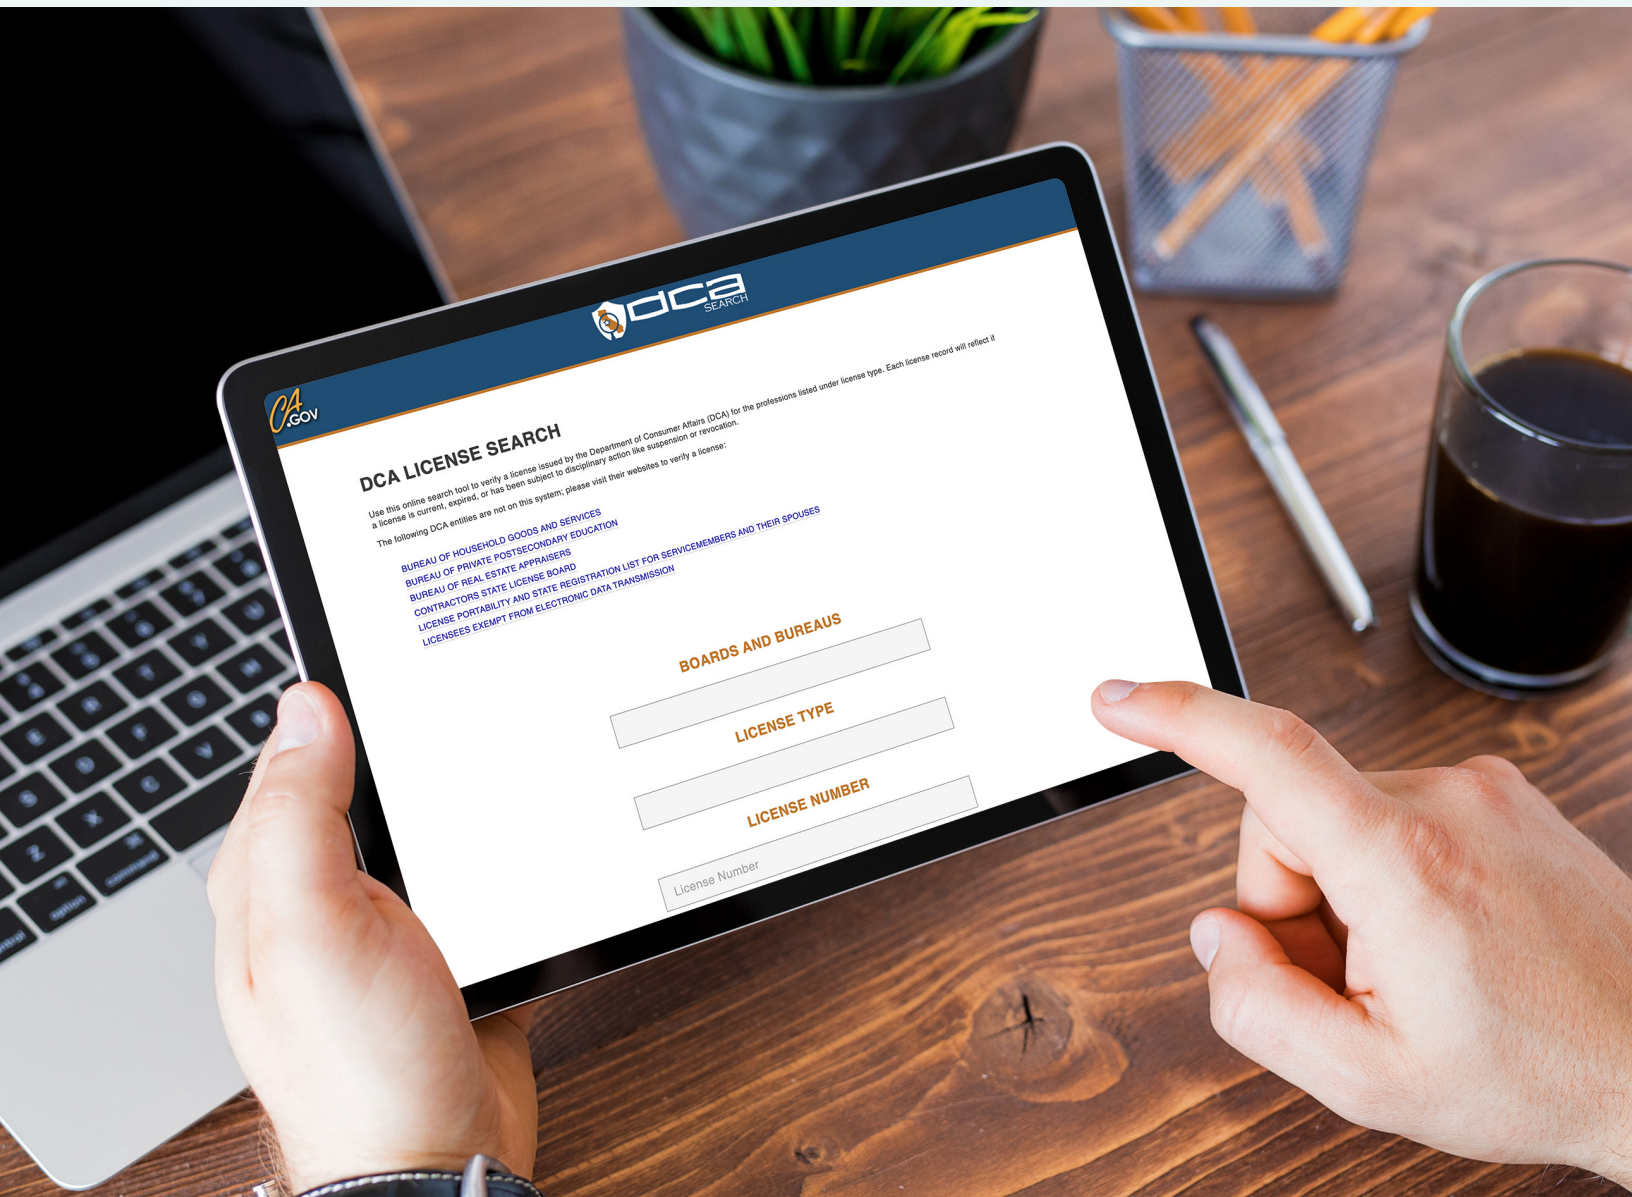 CA
.GOV
dca
SEARCH
DCA LICENSE SEARCH
Use this online search tool to verify a license issued by the Department of Consumer Affairs (DCA) for the professions listed under license type. Each license record will reflect if
a license is current, expired, or has been subject to disciplinary action like suspension or revocation.
The following DCA entities are not on this system; please visit their websites to verify a license:
BUREAU OF HOUSEHOLD GOODS AND SERVICES
BUREAU OF PRIVATE POSTSECONDARY EDUCATION
BUREAU OF REAL ESTATE APPRAISERS
CONTRACTORS STATE LICENSE BOARD
LICENSE PORTABILITY AND STATE REGISTRATION LIST FOR SERVICEMEMBERS AND THEIR SPOUSES
LICENSEES EXEMPT FROM ELECTRONIC DATA TRANSMISSION
BOARDS AND BUREAUS
LICENSE TYPE
LICENSE NUMBER
License Number
Z
X
C
V
command
option